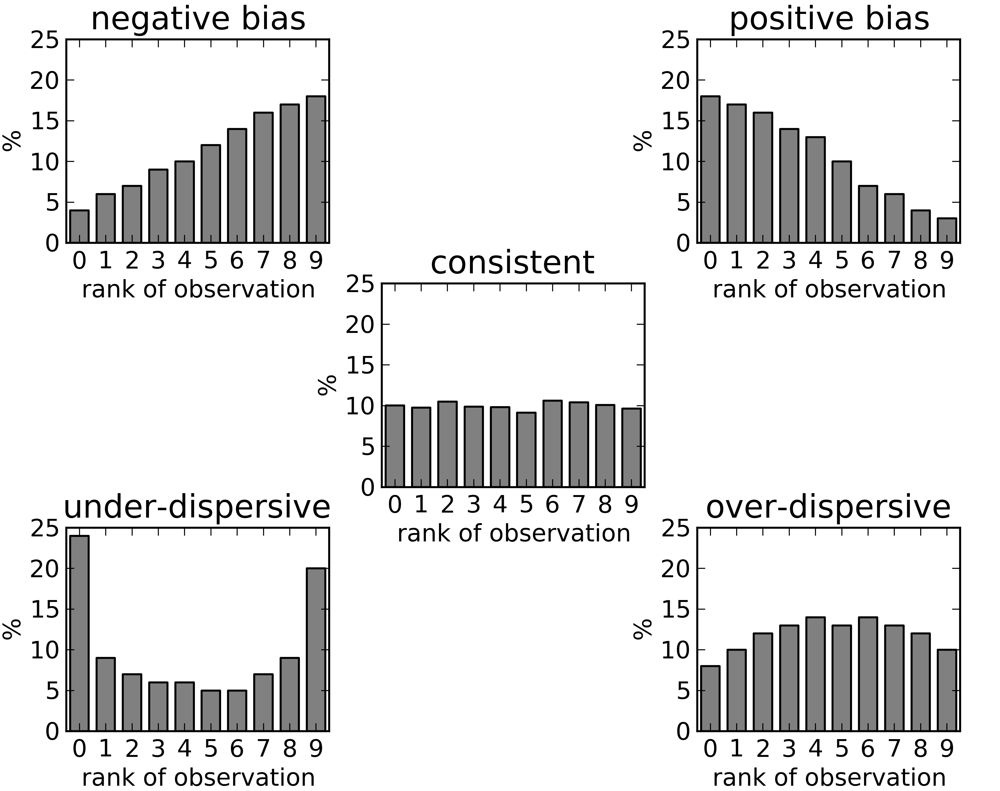 negative bias
25
20
15
10
5
0
%
0 1 2 3 4 5 6 7 8 9
rank of observation
positive bias
25
20
15
10
5
0
%
0 1 2 3 4 5 6 7 8 9
rank of observation
consistent
25
20
15
10
5
0
%
0 1 2 3 4 5 6 7 8 9
rank of observation
under-dispersive
25
20
15
10
5
0
%
0 1 2 3 4 5 6 7 8 9
rank of observation
over-dispersive
25
20
15
10
5
0
%
0 1 2 3 4 5 6 7 8 9
rank of observation